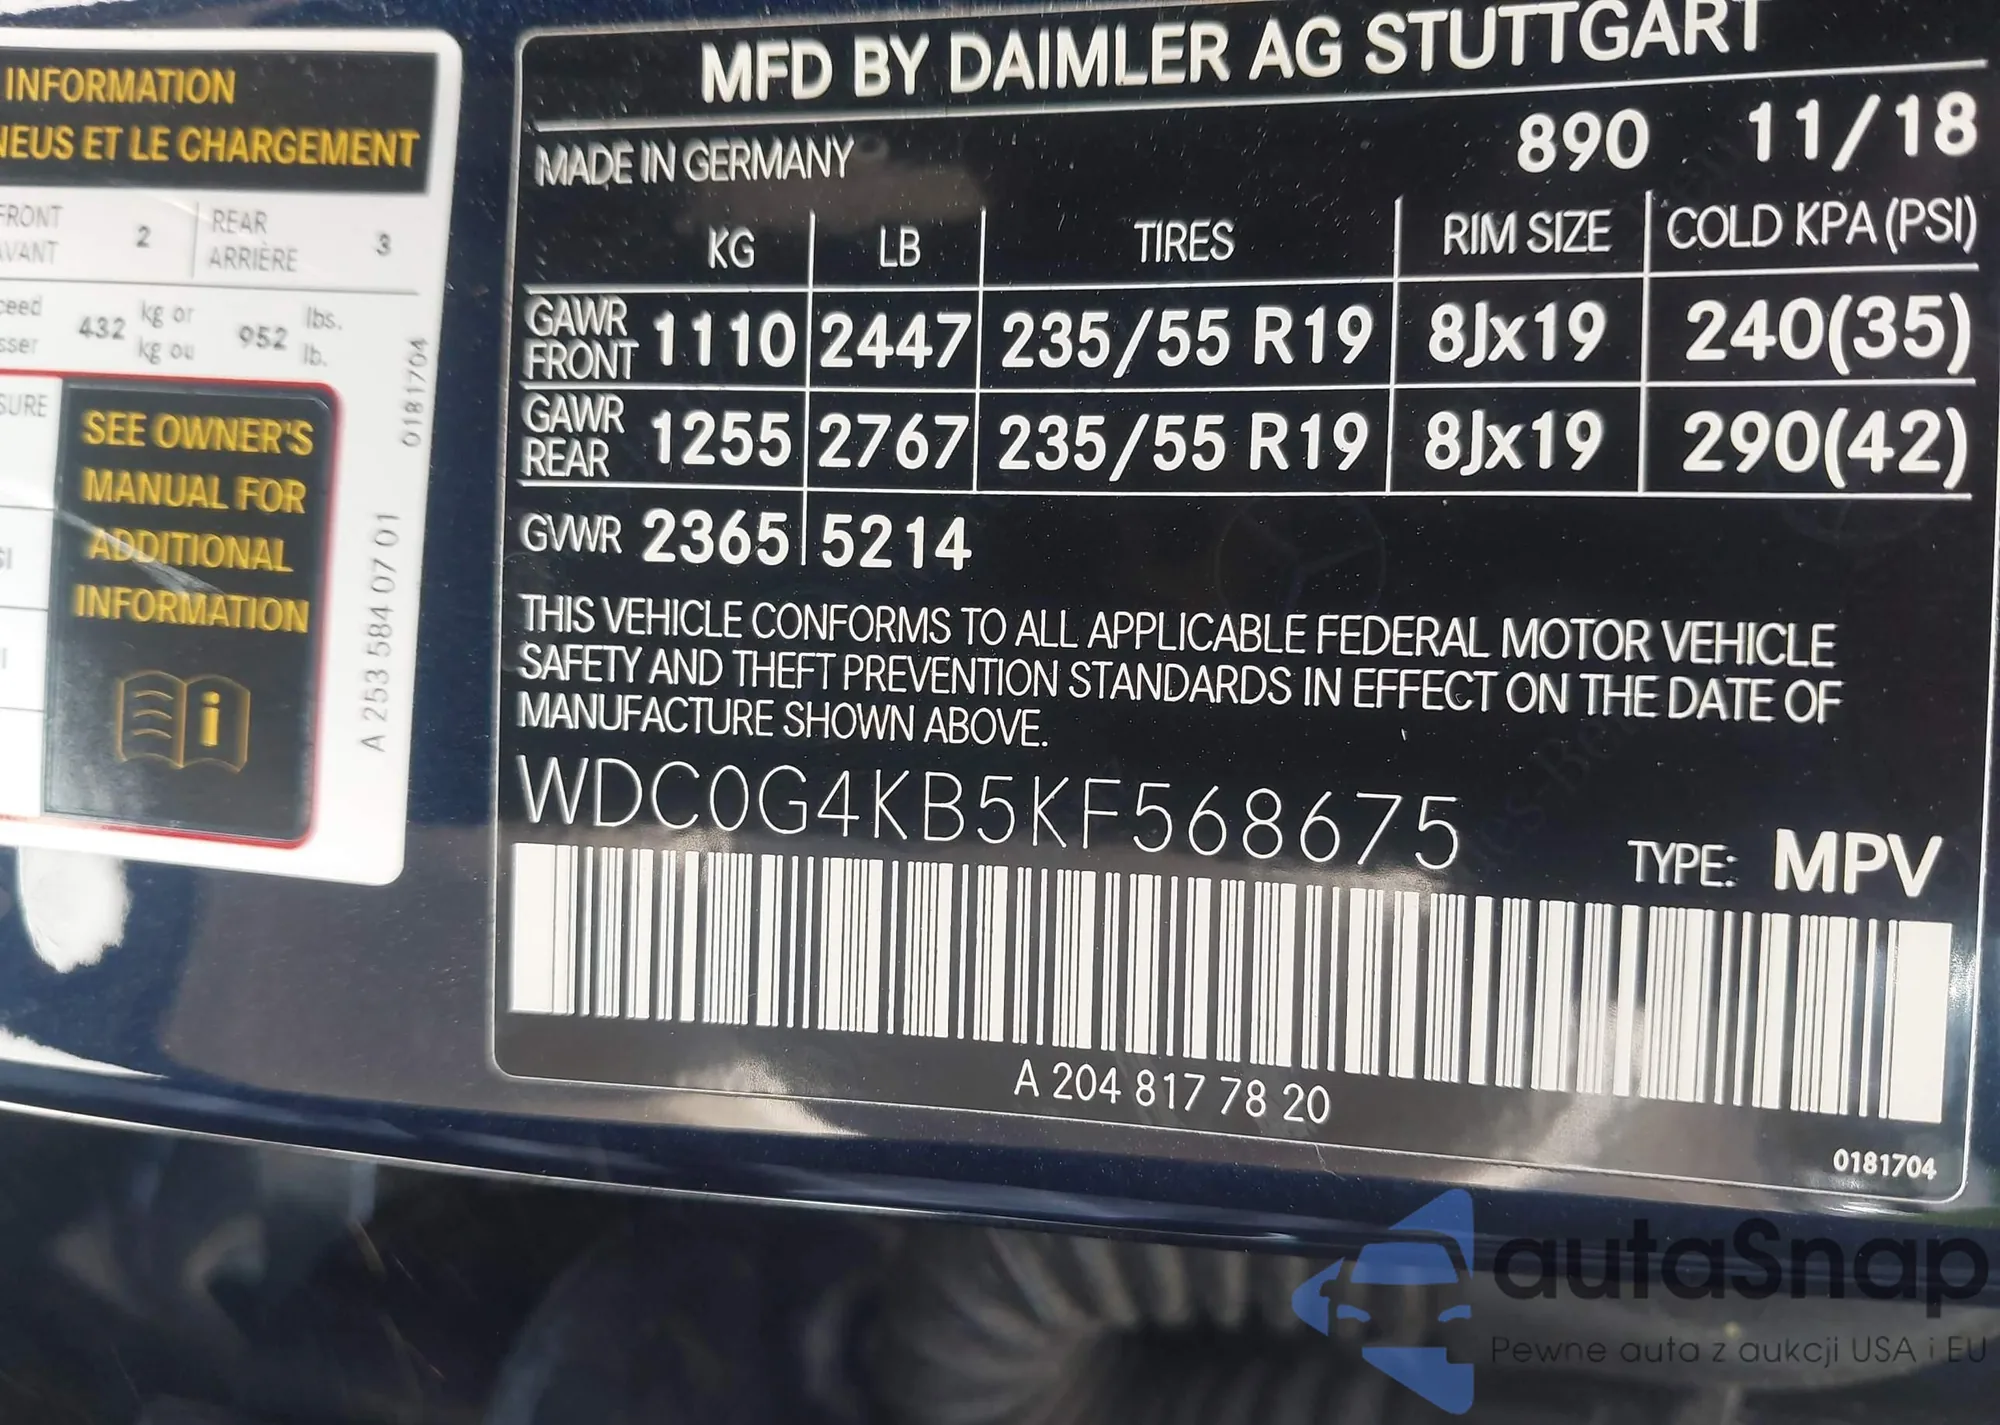 INFORMATION
ET LE CHARGEMENT
FRONT 2 REAR 3
ARRIÈRE
432 kg or 952 lbs.
kg ou lb.
SEE OWNER'S
MANUAL FOR
ADDITIONAL
INFORMATION
0181704
A 253 584 07 01
MFD BY DAIMLER AG STUTTGART
MADE IN GERMANY 890 11/18
KG LB TIRES RIM SIZE COLD KPA (PSI)
GAWR FRONT 1110 2447 235/55 R19 8Jx19 240(35)
GAWR REAR 1255 2767 235/55 R19 8Jx19 290(42)
GVWR 2365 5214
THIS VEHICLE CONFORMS TO ALL APPLICABLE FEDERAL MOTOR VEHICLE
SAFETY AND THEFT PREVENTION STANDARDS IN EFFECT ON THE DATE OF
MANUFACTURE SHOWN ABOVE.
WDC0G4KB5KF568675
TYPE: MPV
A 204 817 78 20
0181704
autaSnap
Pewne auta z aukcji USA i EU